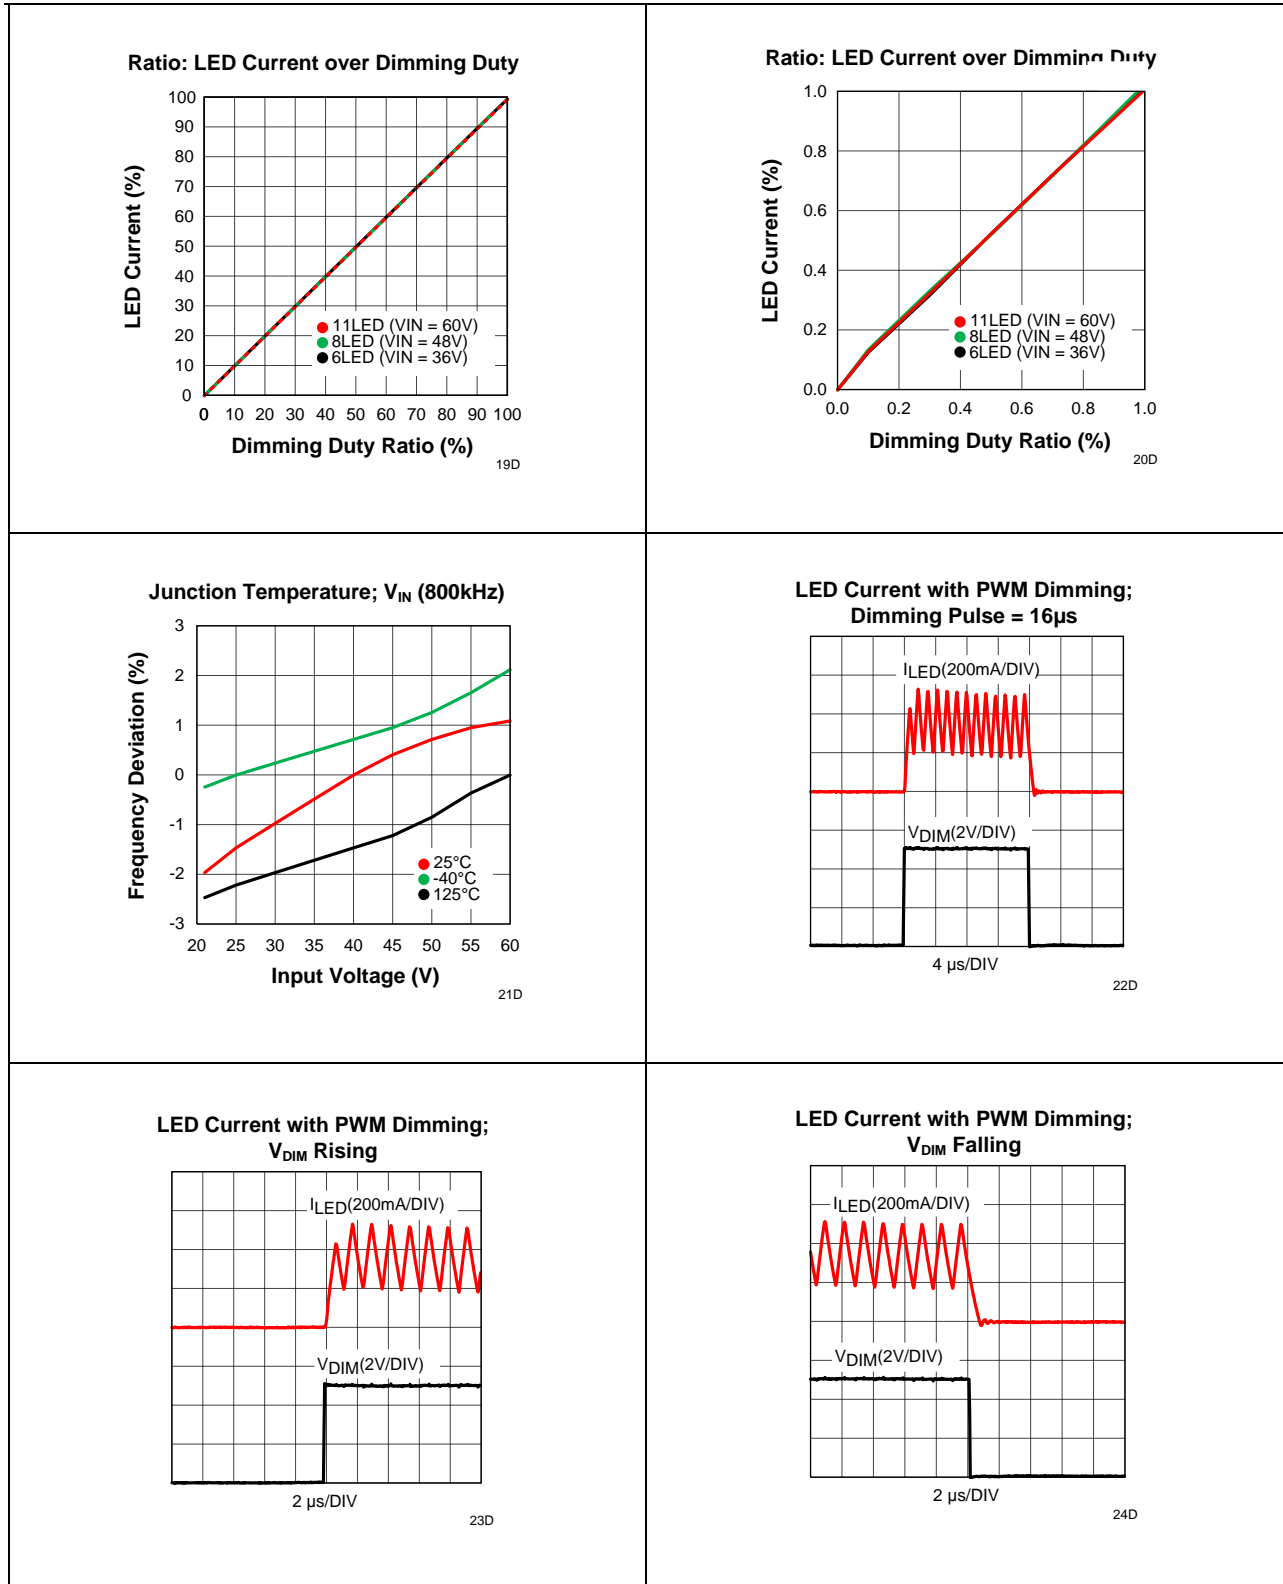 Ratio: LED Current over Dimming Duty
LED Current (%)
100
90
80
70
60
50
40
30
20
10
0
11LED (VIN = 60V)
8LED (VIN = 48V)
6LED (VIN = 36V)
0 10 20 30 40 50 60 70 80 90 100
Dimming Duty Ratio (%)
19D
Ratio: LED Current over Dimming Duty
LED Current (%)
1.0
0.8
0.6
0.4
0.2
0.0
11LED (VIN = 60V)
8LED (VIN = 48V)
6LED (VIN = 36V)
0.0 0.2 0.4 0.6 0.8 1.0
Dimming Duty Ratio (%)
20D
Junction Temperature; VIN (800kHz)
Frequency Deviation (%)
3
2
1
0
-1
-2
-3
25°C
-40°C
125°C
20 25 30 35 40 45 50 55 60
Input Voltage (V)
21D
LED Current with PWM Dimming;
Dimming Pulse = 16µs
ILED(200mA/DIV)
VDIM(2V/DIV)
4 µs/DIV
22D
LED Current with PWM Dimming;
VDIM Rising
ILED(200mA/DIV)
VDIM(2V/DIV)
2 µs/DIV
23D
LED Current with PWM Dimming;
VDIM Falling
ILED(200mA/DIV)
VDIM(2V/DIV)
2 µs/DIV
24D